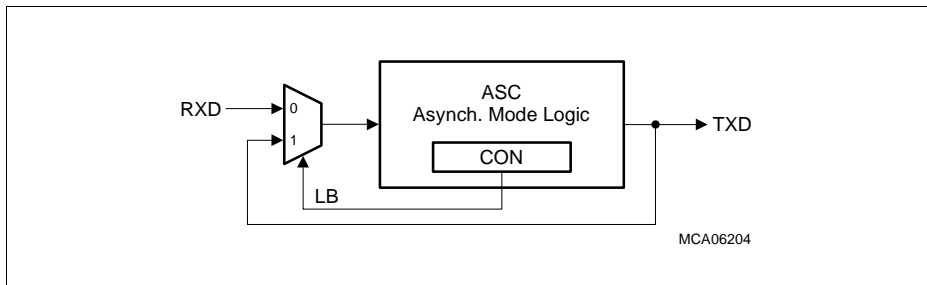 ASC
Asynch. Mode Logic
RXD
0
TXD
1
CON
LB
MCA06204